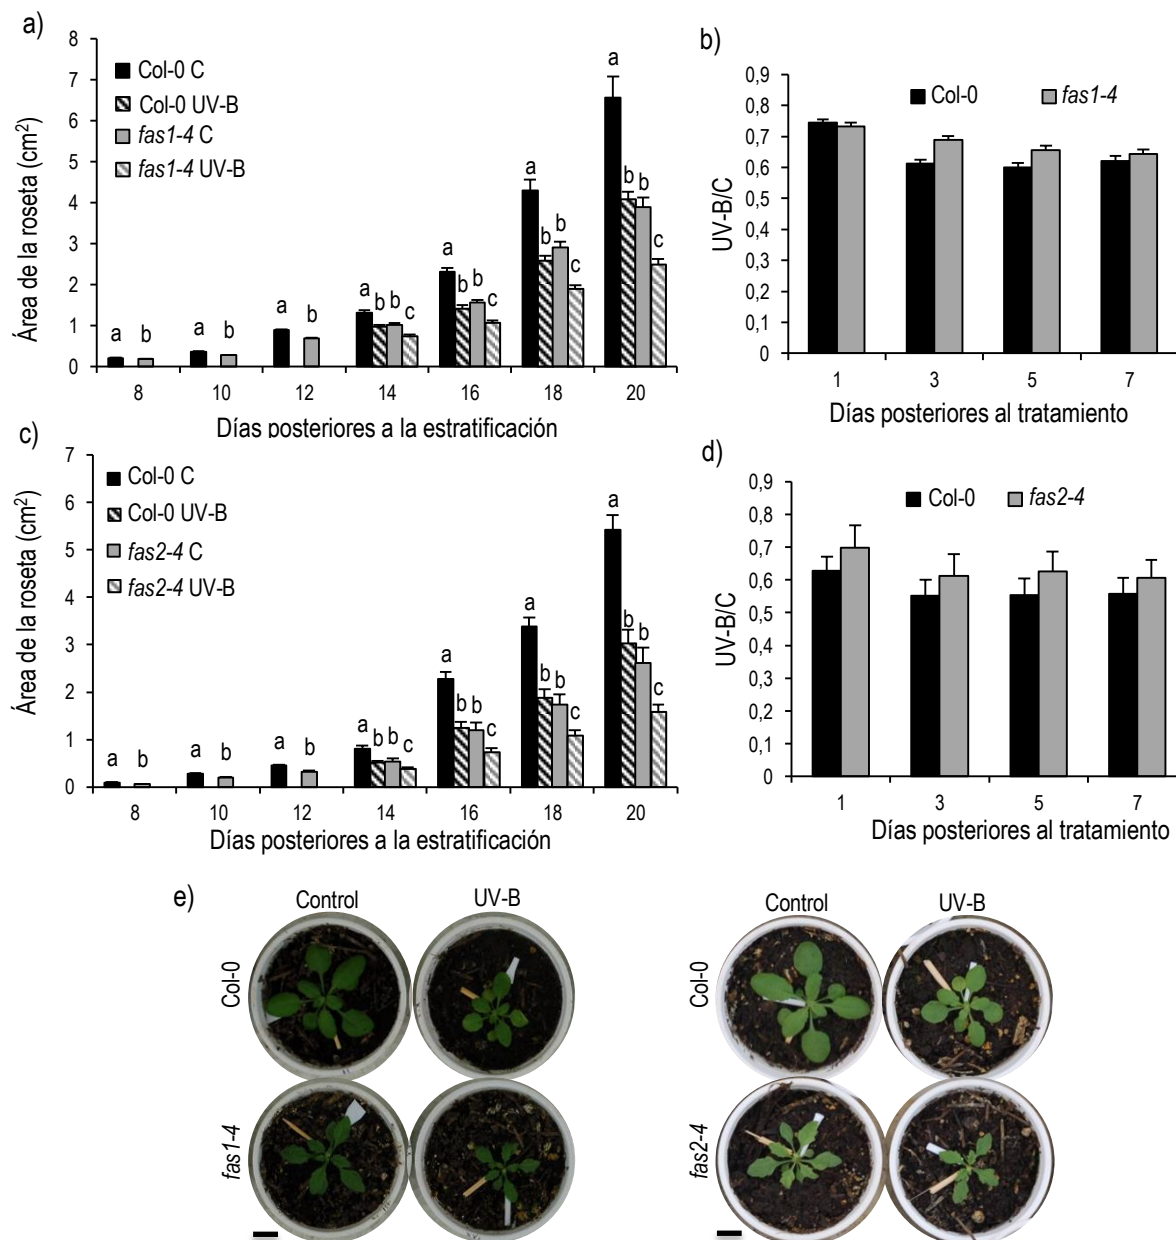 a)
Área de la roseta (cm²)
8
7
6
5
4
3
2
1
0
Col-0 C
Col-0 UV-B
fas1-4 C
fas1-4 UV-B
a b a b a b a b b c a b b c a b b c a b b c
8 10 12 14 16 18 20
Días posteriores a la estratificación
b)
UV-B/C
0,9
0,8
0,7
0,6
0,5
0,4
0,3
0,2
0,1
0
Col-0 fas1-4
1 3 5 7
Días posteriores al tratamiento
c)
Área de la roseta (cm²)
7
6
5
4
3
2
1
0
Col-0 C
Col-0 UV-B
fas2-4 C
fas2-4 UV-B
a b a b a b a b b c a b b c a b b c a b b c
8 10 12 14 16 18 20
Días posteriores a la estratificación
d)
UV-B/C
0,9
0,8
0,7
0,6
0,5
0,4
0,3
0,2
0,1
0
Col-0 fas2-4
1 3 5 7
Días posteriores al tratamiento
e)
Control UV-B
Col-0
fas1-4
Control UV-B
Col-0
fas2-4